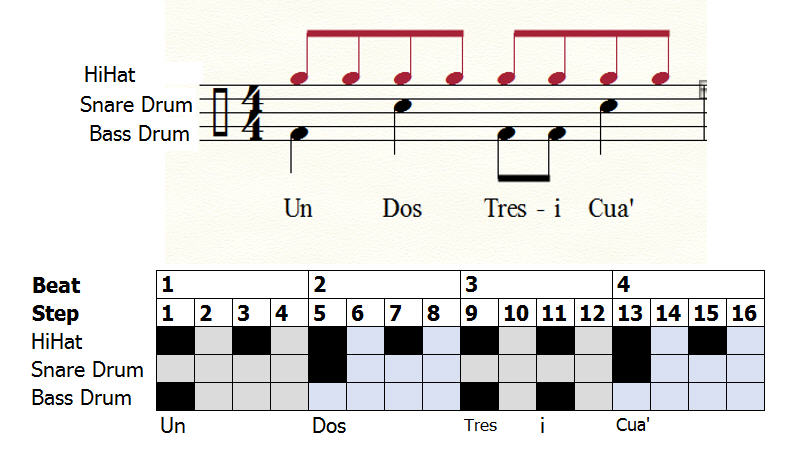 HiHat
Snare Drum
Bass Drum
4
4
Un Dos Tres - i Cua'
Beat 1 2 3 4
Step 1 2 3 4 5 6 7 8 9 10 11 12 13 14 15 16
HiHat
Snare Drum
Bass Drum
Un Dos Tres i Cua'